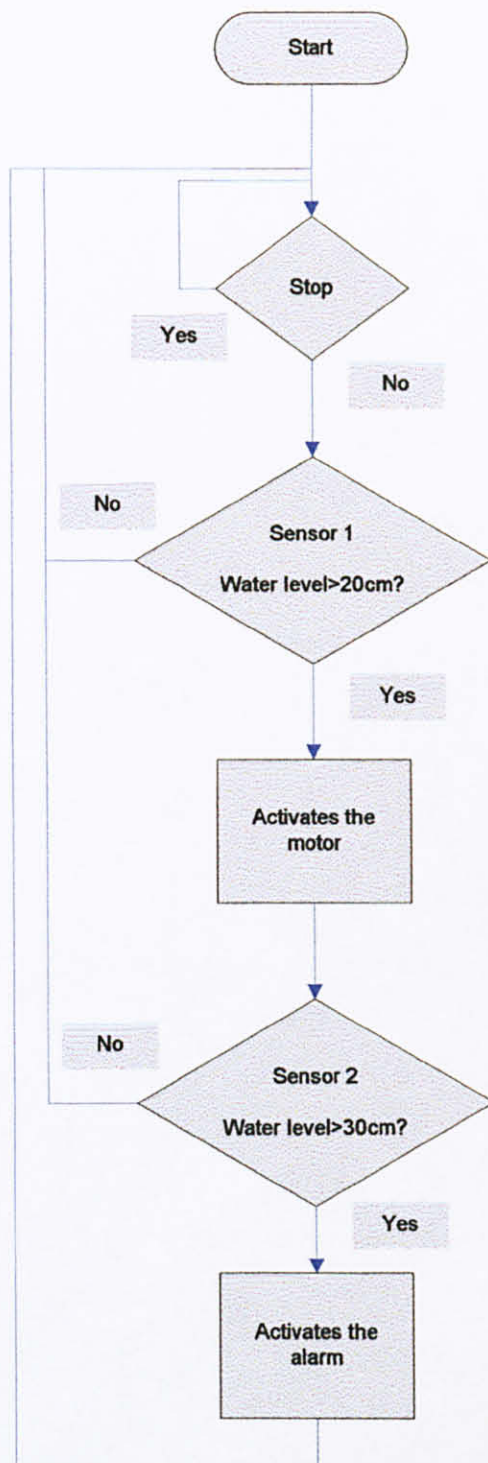 Start
Stop
Yes
No
No
Sensor 1
Water level>20cm?
Yes
Activates the
motor
No
Sensor 2
Water level>30cm?
Yes
Activates the
alarm